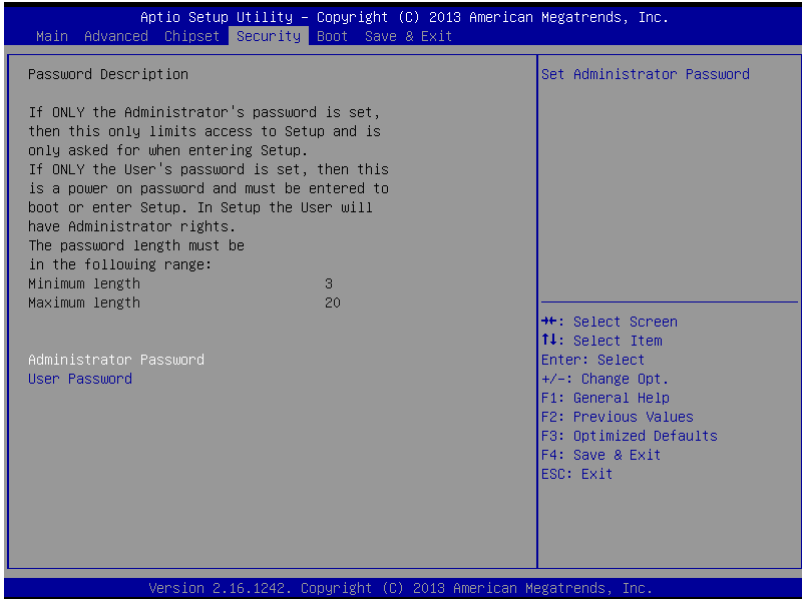 Aptio Setup Utility – Copyright (C) 2013 American Megatrends, Inc.
Main Advanced Chipset Security Boot Save & Exit
Password Description
If ONLY the Administrator's password is set,
then this only limits access to Setup and is
only asked for when entering Setup.
If ONLY the User's password is set, then this
is a power on password and must be entered to
boot or enter Setup. In Setup the User will
have Administrator rights.
The password length must be
in the following range:
Minimum length 3
Maximum length 20
Administrator Password
User Password
Set Administrator Password
→←: Select Screen
↑↓: Select Item
Enter: Select
+/-: Change Opt.
F1: General Help
F2: Previous Values
F3: Optimized Defaults
F4: Save & Exit
ESC: Exit
Version 2.16.1242. Copyright (C) 2013 American Megatrends, Inc.